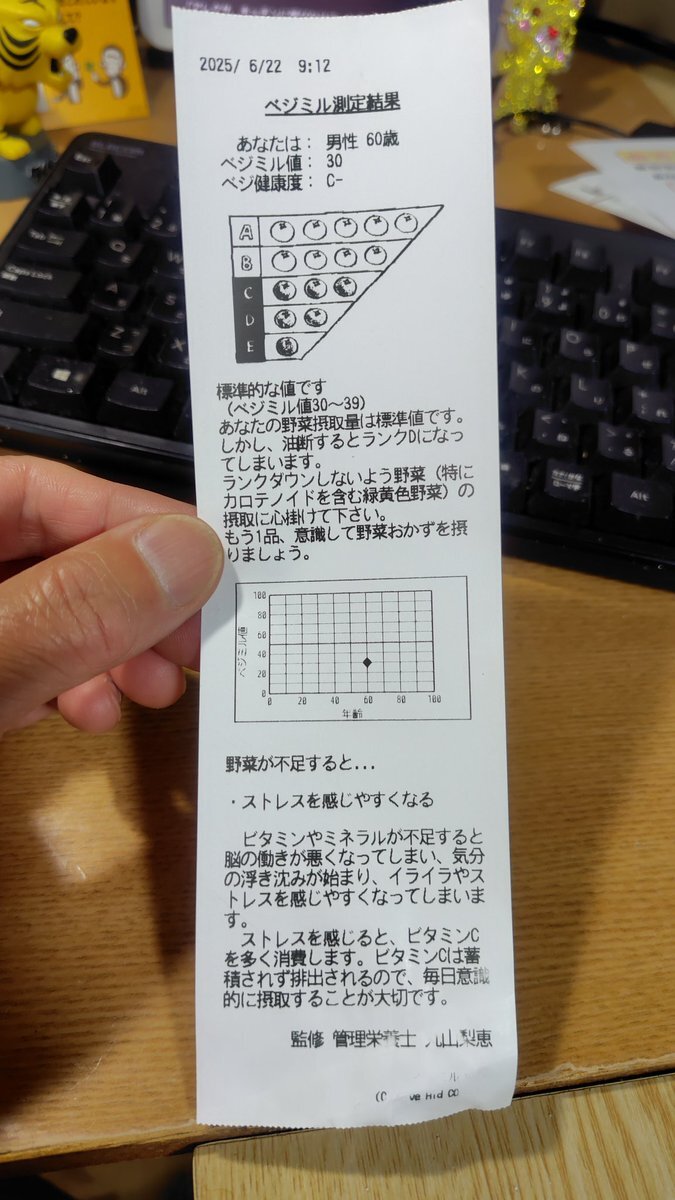 2025/ 6/22 9:12
ベジミル測定結果
あなたは： 男性 60歳
ベジミル値： 30
ベジ健康度： C-
A
B
C
D
E
標準的な値です
（ベジミル値30～39）
あなたの野菜摂取量は標準値です。
しかし、油断するとランクDになっ
てしまいます。
ランクダウンしないよう野菜（特に
カロテノイドを含む緑黄色野菜）の
摂取に心掛けて下さい。
もう1品、意識して野菜おかずを摂
りましょう。
ベジミル値
100
80
60
40
20
0
0 20 40 60 80 100
年齢
野菜が不足すると...
・ストレスを感じやすくなる
ビタミンやミネラルが不足すると
脳の働きが悪くなってしまい、気分
の浮き沈みが始まり、イライラやス
トレスを感じやすくなってしまいま
す。
ストレスを感じると、ビタミンC
を多く消費します。ビタミンCは蓄
積されず排出されるので、毎日意識
的に摂取することが大切です。
監修 管理栄養士 丸山梨恵